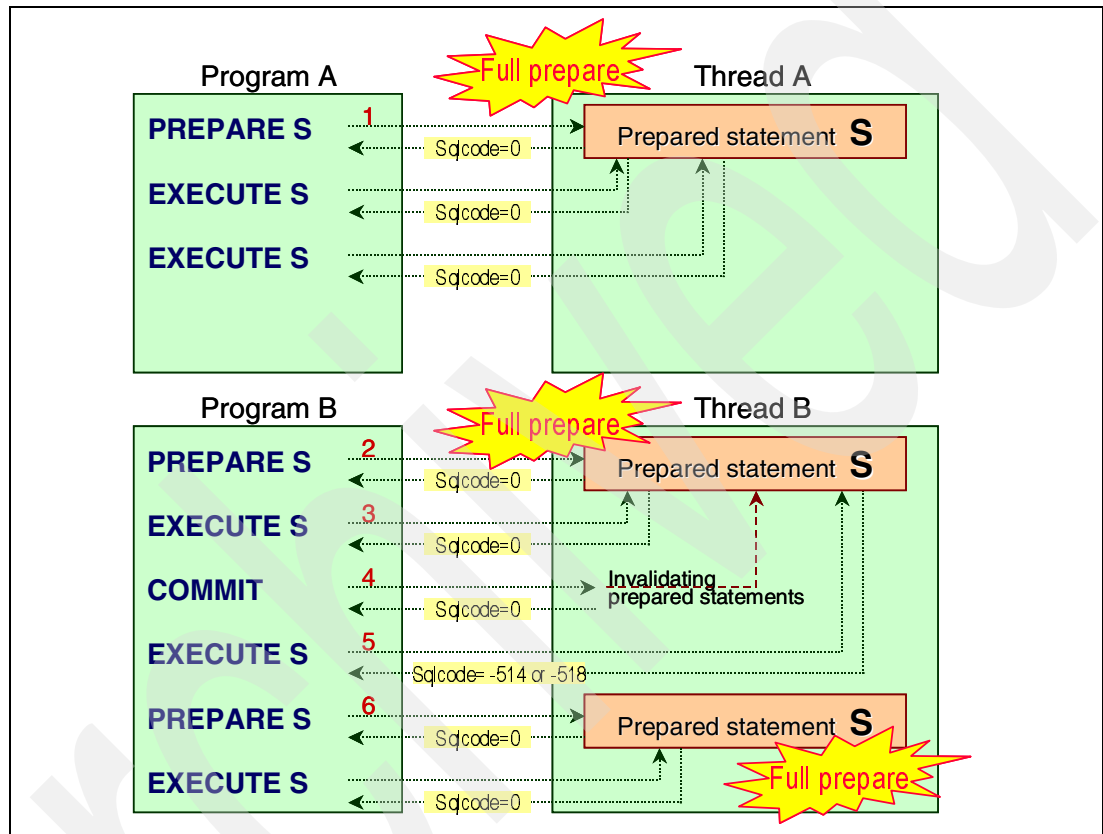 Full prepare
Program A
Thread A
PREPARE S
1
Prepared statement S
Sqlcode=0
EXECUTE S
Sqlcode=0
EXECUTE S
Sqlcode=0
Full prepare
Program B
Thread B
PREPARE S
2
Prepared statement S
Sqlcode=0
EXECUTE S
3
Sqlcode=0
COMMIT
4
Invalidating
prepared statements
Sqlcode=0
EXECUTE S
5
Sqlcode= -514 or -518
PREPARE S
6
Prepared statement S
Sqlcode=0
Full prepare
EXECUTE S
Sqlcode=0